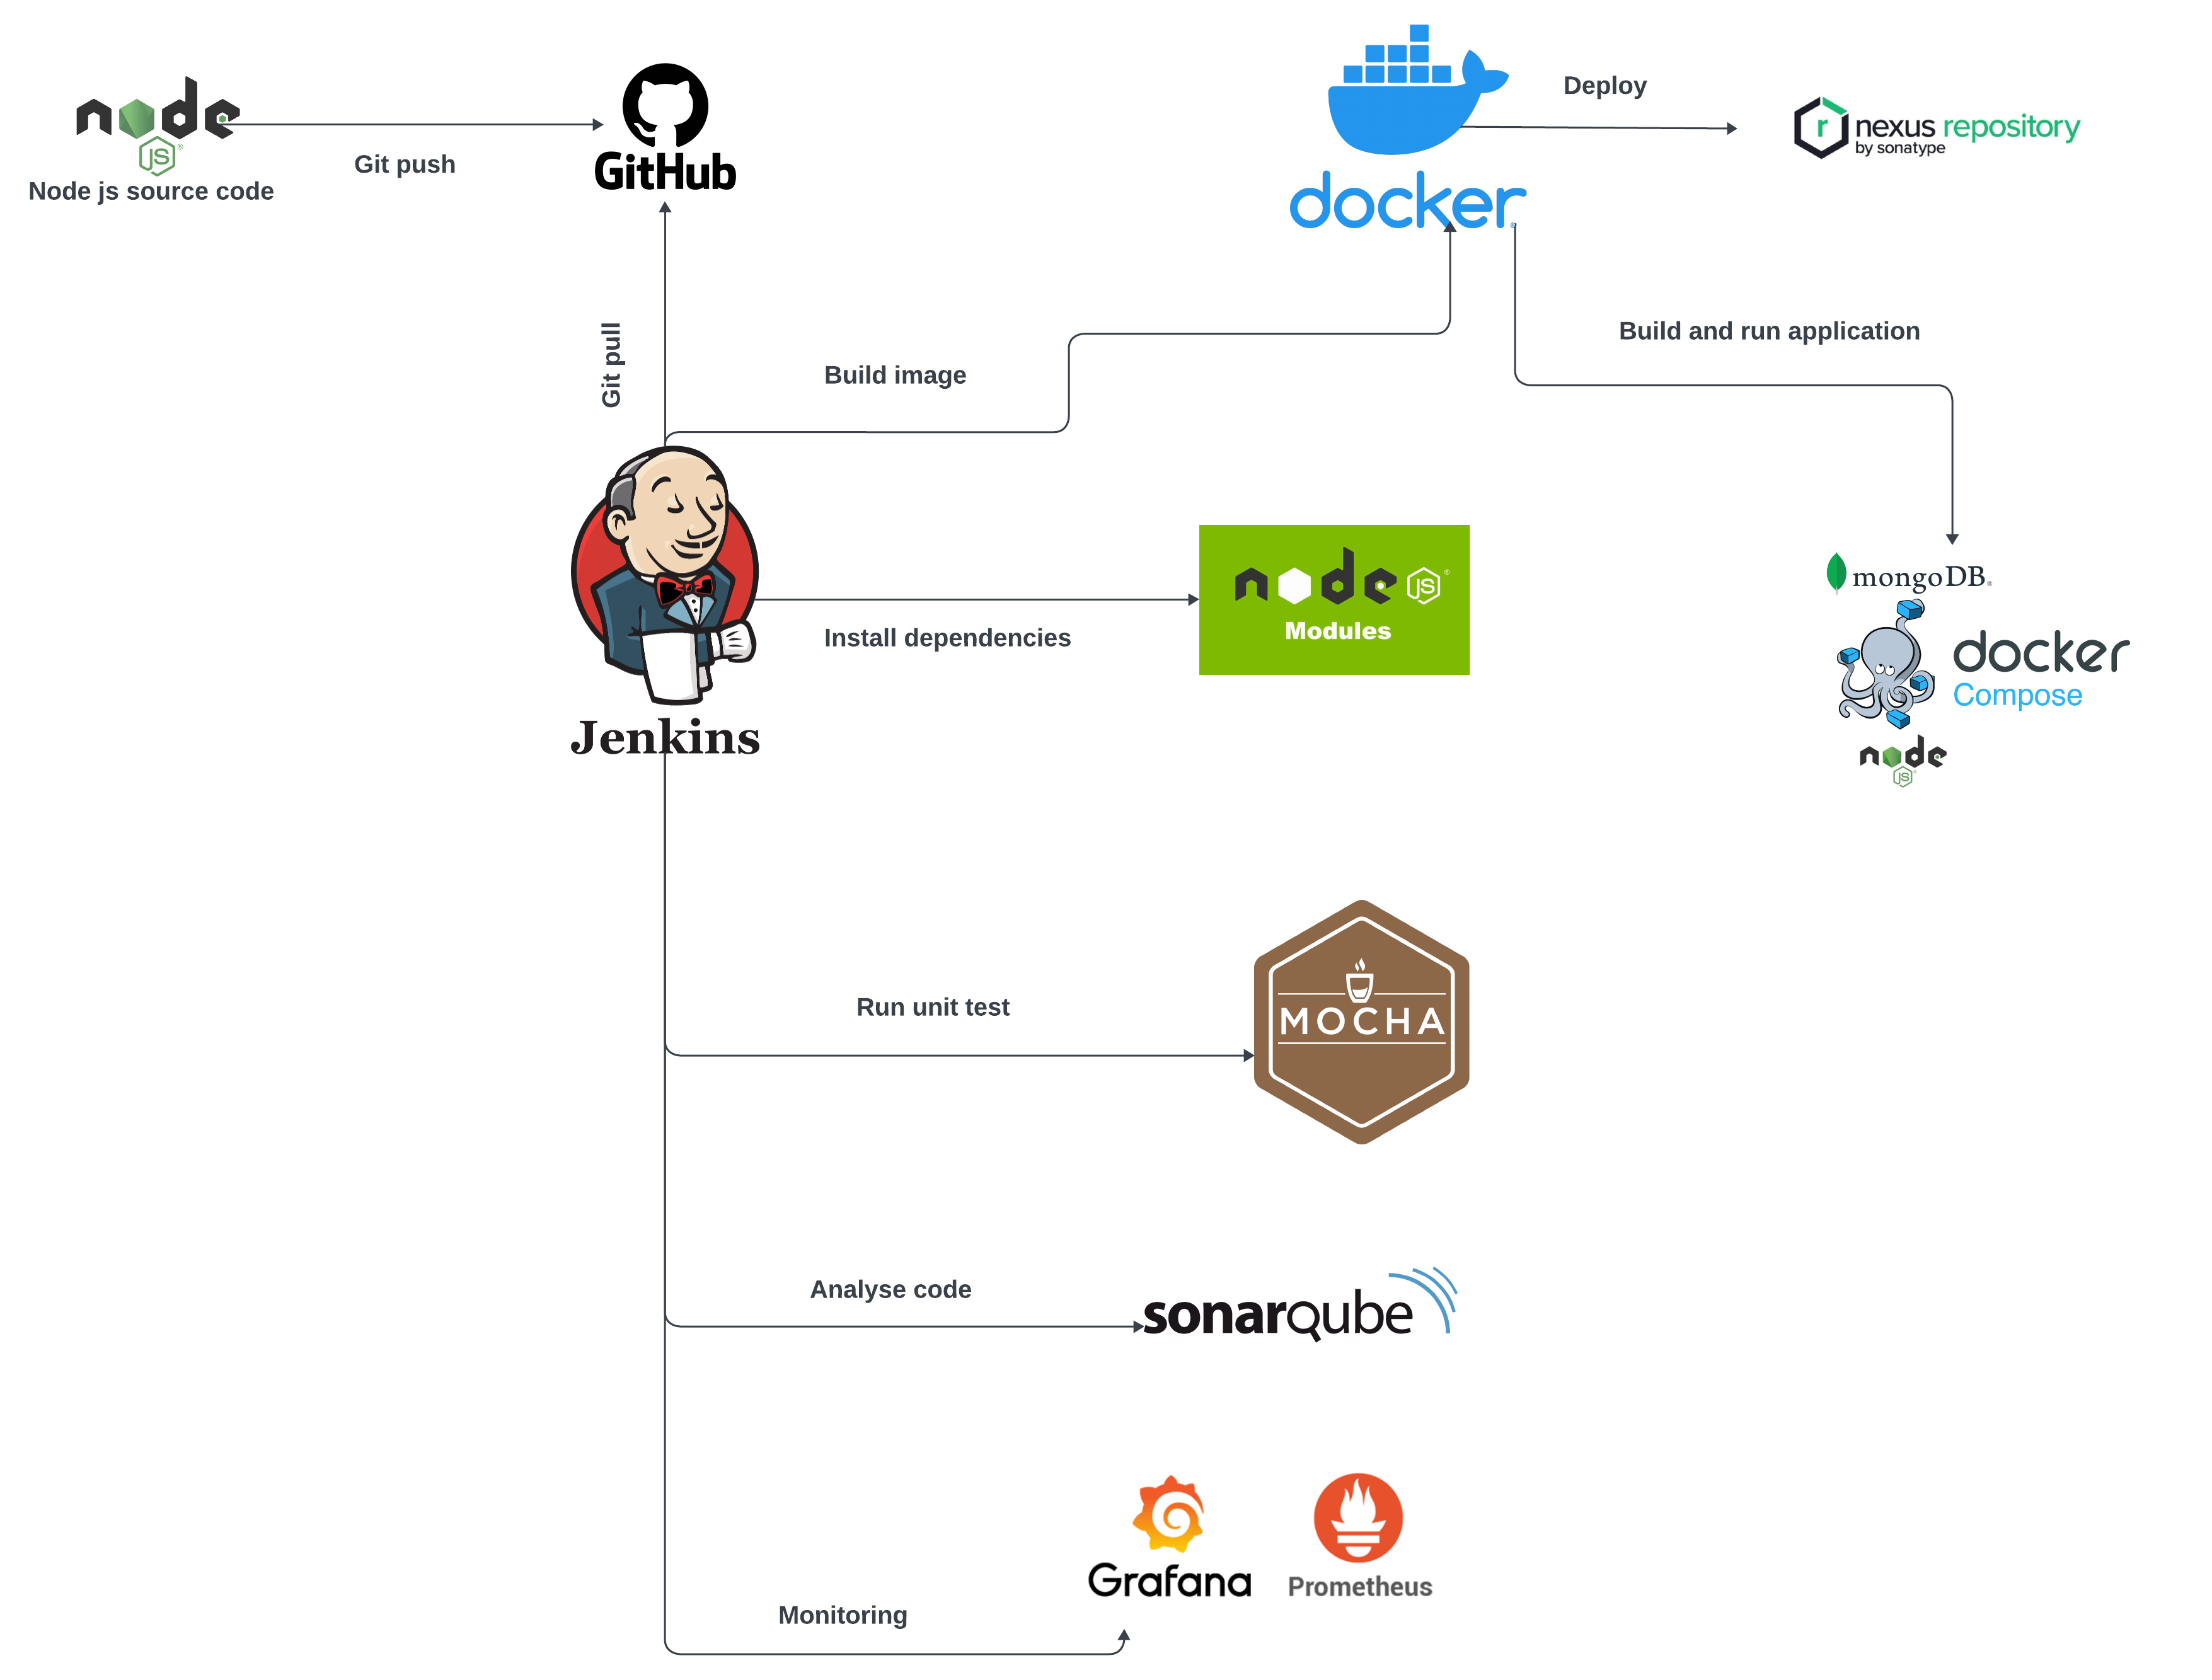 node
JS
Node js source code
Git push
GitHub
docker
Deploy
r
nexus repository
by sonatype
Git pull
Build image
Build and run application
Jenkins
Install dependencies
node JS
Modules
mongoDB
docker
Compose
node
JS
Run unit test
MOCHA
Analyse code
sonarqube
Grafana
Prometheus
Monitoring